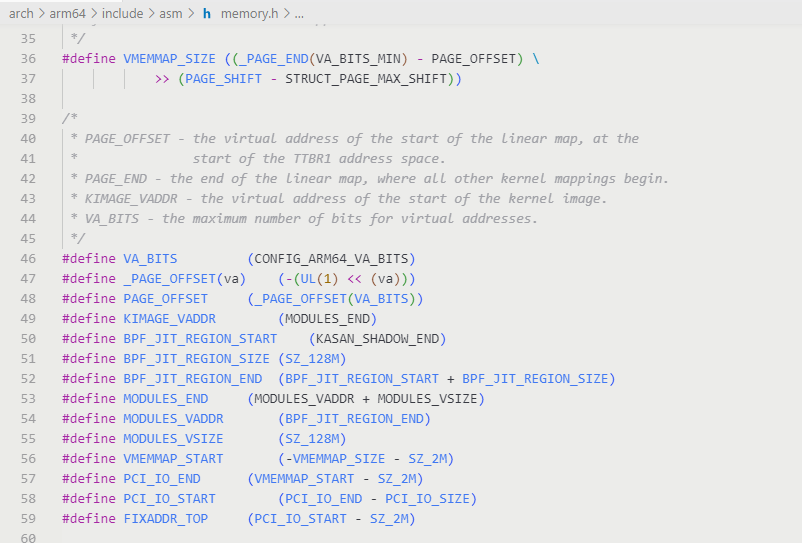 arch > arm64 > include > asm > h memory.h > ...
35 */
36 #define VMEMMAP_SIZE ((_PAGE_END(VA_BITS_MIN) - PAGE_OFFSET) \
37 >> (PAGE_SHIFT - STRUCT_PAGE_MAX_SHIFT))
38
39 /*
40 * PAGE_OFFSET - the virtual address of the start of the linear map, at the
41 * start of the TTBR1 address space.
42 * PAGE_END - the end of the linear map, where all other kernel mappings begin.
43 * KIMAGE_VADDR - the virtual address of the start of the kernel image.
44 * VA_BITS - the maximum number of bits for virtual addresses.
45 */
46 #define VA_BITS (CONFIG_ARM64_VA_BITS)
47 #define _PAGE_OFFSET(va) (-(UL(1) << (va)))
48 #define PAGE_OFFSET (_PAGE_OFFSET(VA_BITS))
49 #define KIMAGE_VADDR (MODULES_END)
50 #define BPF_JIT_REGION_START (KASAN_SHADOW_END)
51 #define BPF_JIT_REGION_SIZE (SZ_128M)
52 #define BPF_JIT_REGION_END (BPF_JIT_REGION_START + BPF_JIT_REGION_SIZE)
53 #define MODULES_END (MODULES_VADDR + MODULES_VSIZE)
54 #define MODULES_VADDR (BPF_JIT_REGION_END)
55 #define MODULES_VSIZE (SZ_128M)
56 #define VMEMMAP_START (-VMEMMAP_SIZE - SZ_2M)
57 #define PCI_IO_END (VMEMMAP_START - SZ_2M)
58 #define PCI_IO_START (PCI_IO_END - PCI_IO_SIZE)
59 #define FIXADDR_TOP (PCI_IO_START - SZ_2M)
60